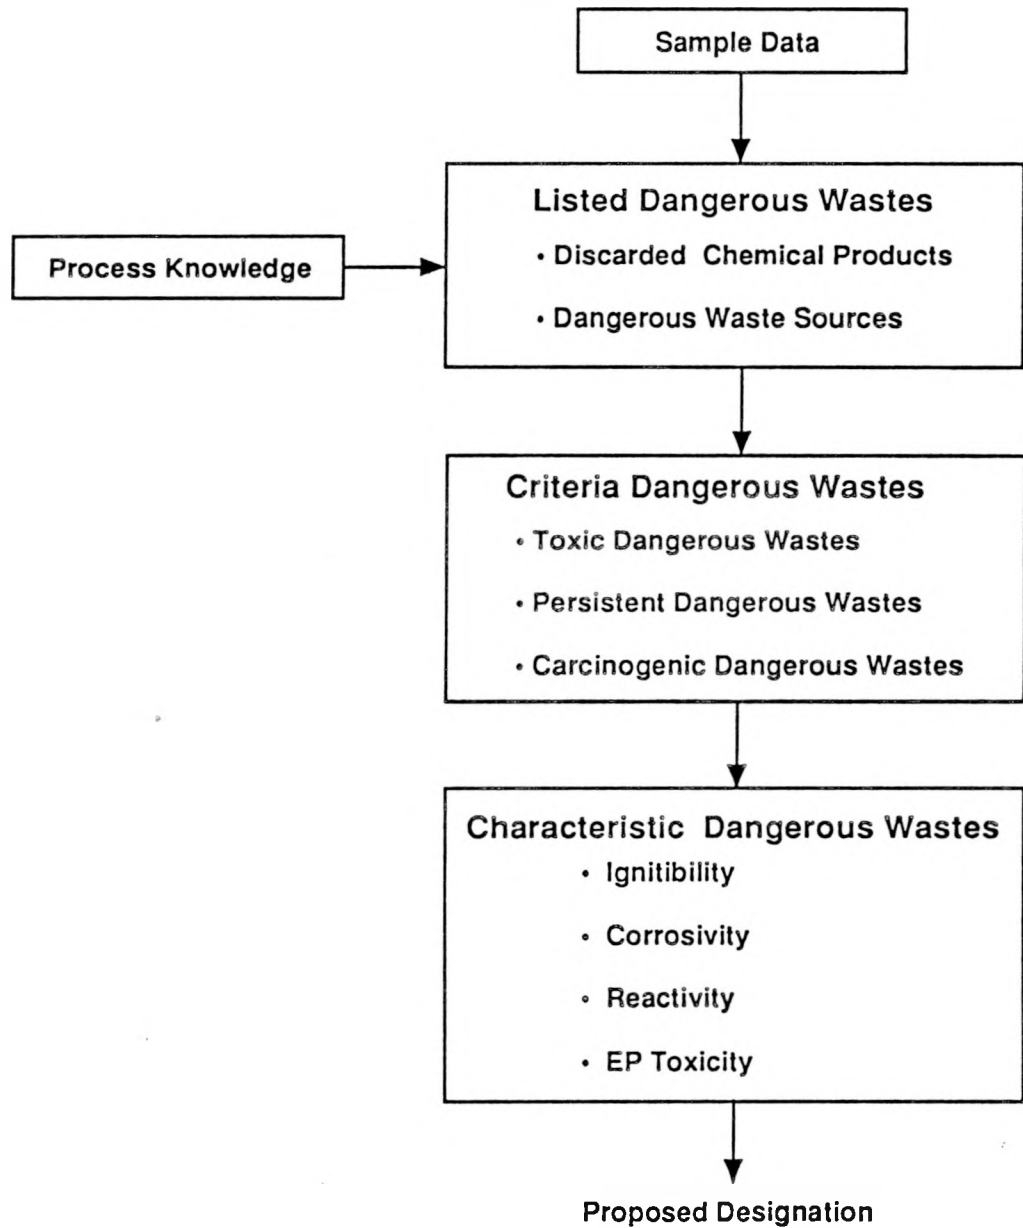 Sample Data
Listed Dangerous Wastes
• Discarded Chemical Products
• Dangerous Waste Sources
Process Knowledge
Criteria Dangerous Wastes
• Toxic Dangerous Wastes
• Persistent Dangerous Wastes
• Carcinogenic Dangerous Wastes
Characteristic Dangerous Wastes
• Ignitibility
• Corrosivity
• Reactivity
• EP Toxicity
Proposed Designation